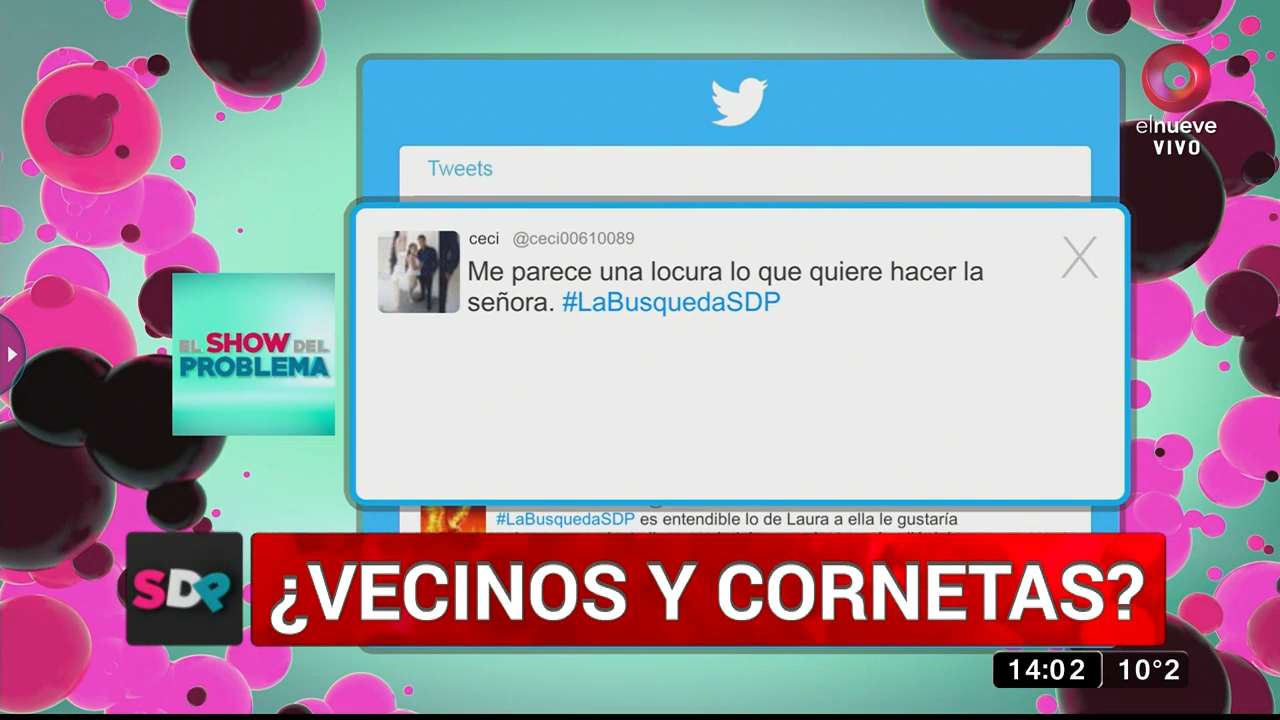 elnueve
VIVO
Tweets
ceci @ceci00610089
Me parece una locura lo que quiere hacer la
señora. #LaBusquedaSDP
EL SHOW DEL
PROBLEMA
#LaBusquedaSDP es entendible lo de Laura a ella le gustaría
SDP
¿VECINOS Y CORNETAS?
14:02 10°2